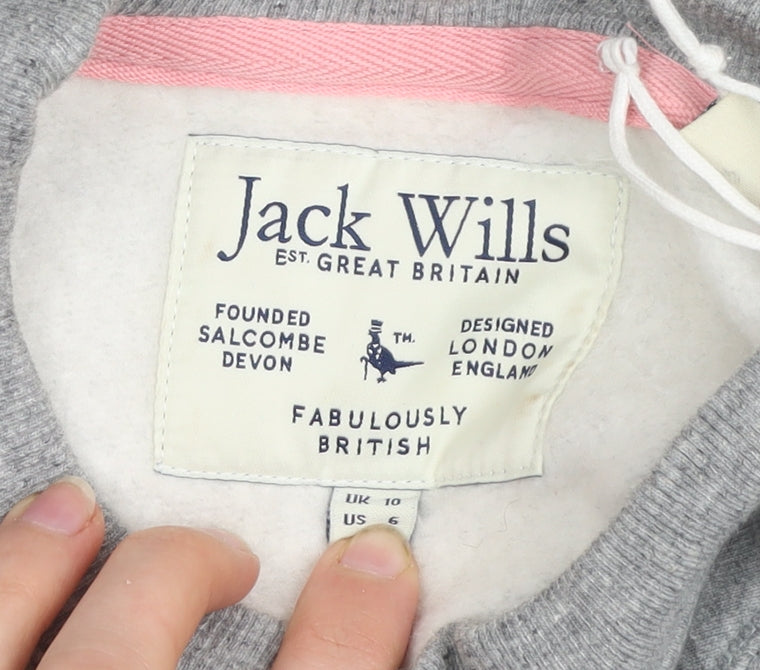 Jack Wills
EST. GREAT BRITAIN
FOUNDED
SALCOMBE
DEVON
TM.
DESIGNED
LONDON
ENGLAND
FABULOUSLY
BRITISH
UK 10
US 6